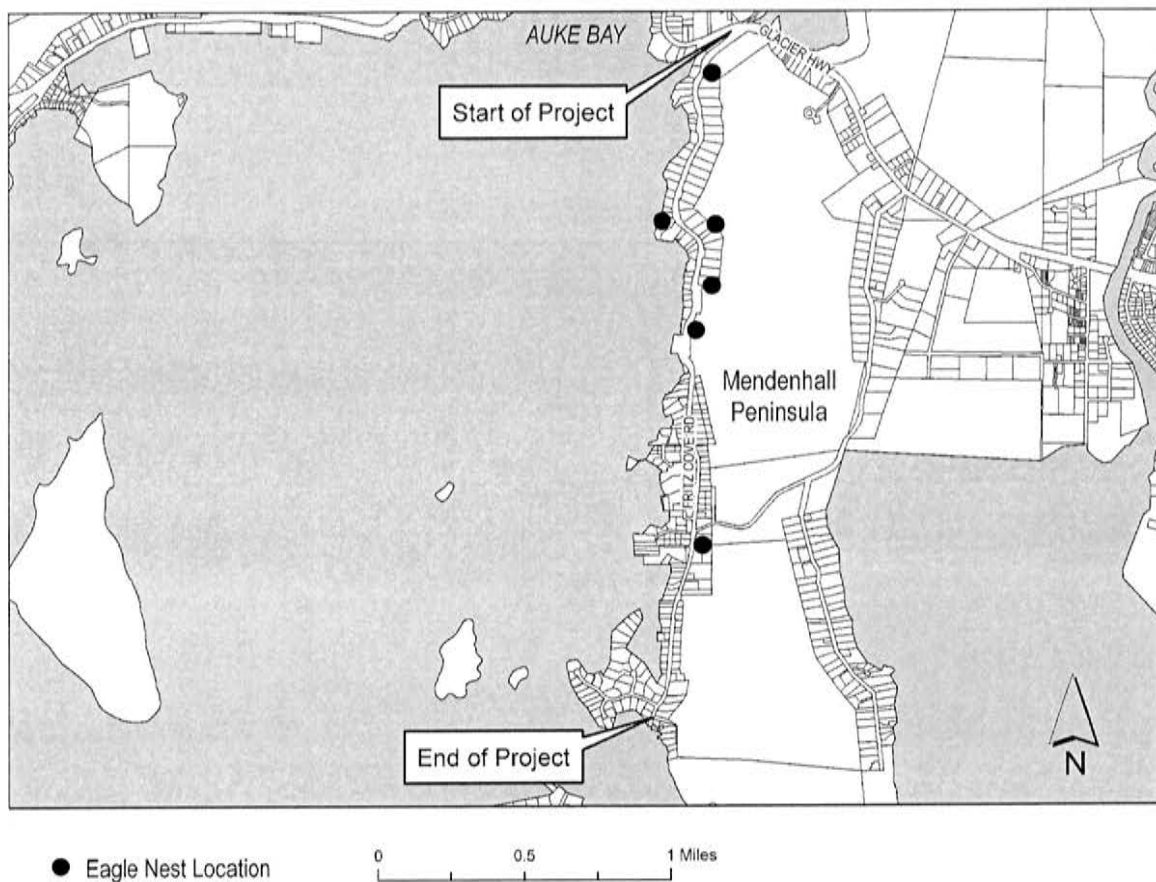 AUKE BAY
GLACIER HWY
Start of Project
Mendenhall
Peninsula
FRITZ COVE RD
End of Project
N
Eagle Nest Location
0 0.5 1 Miles